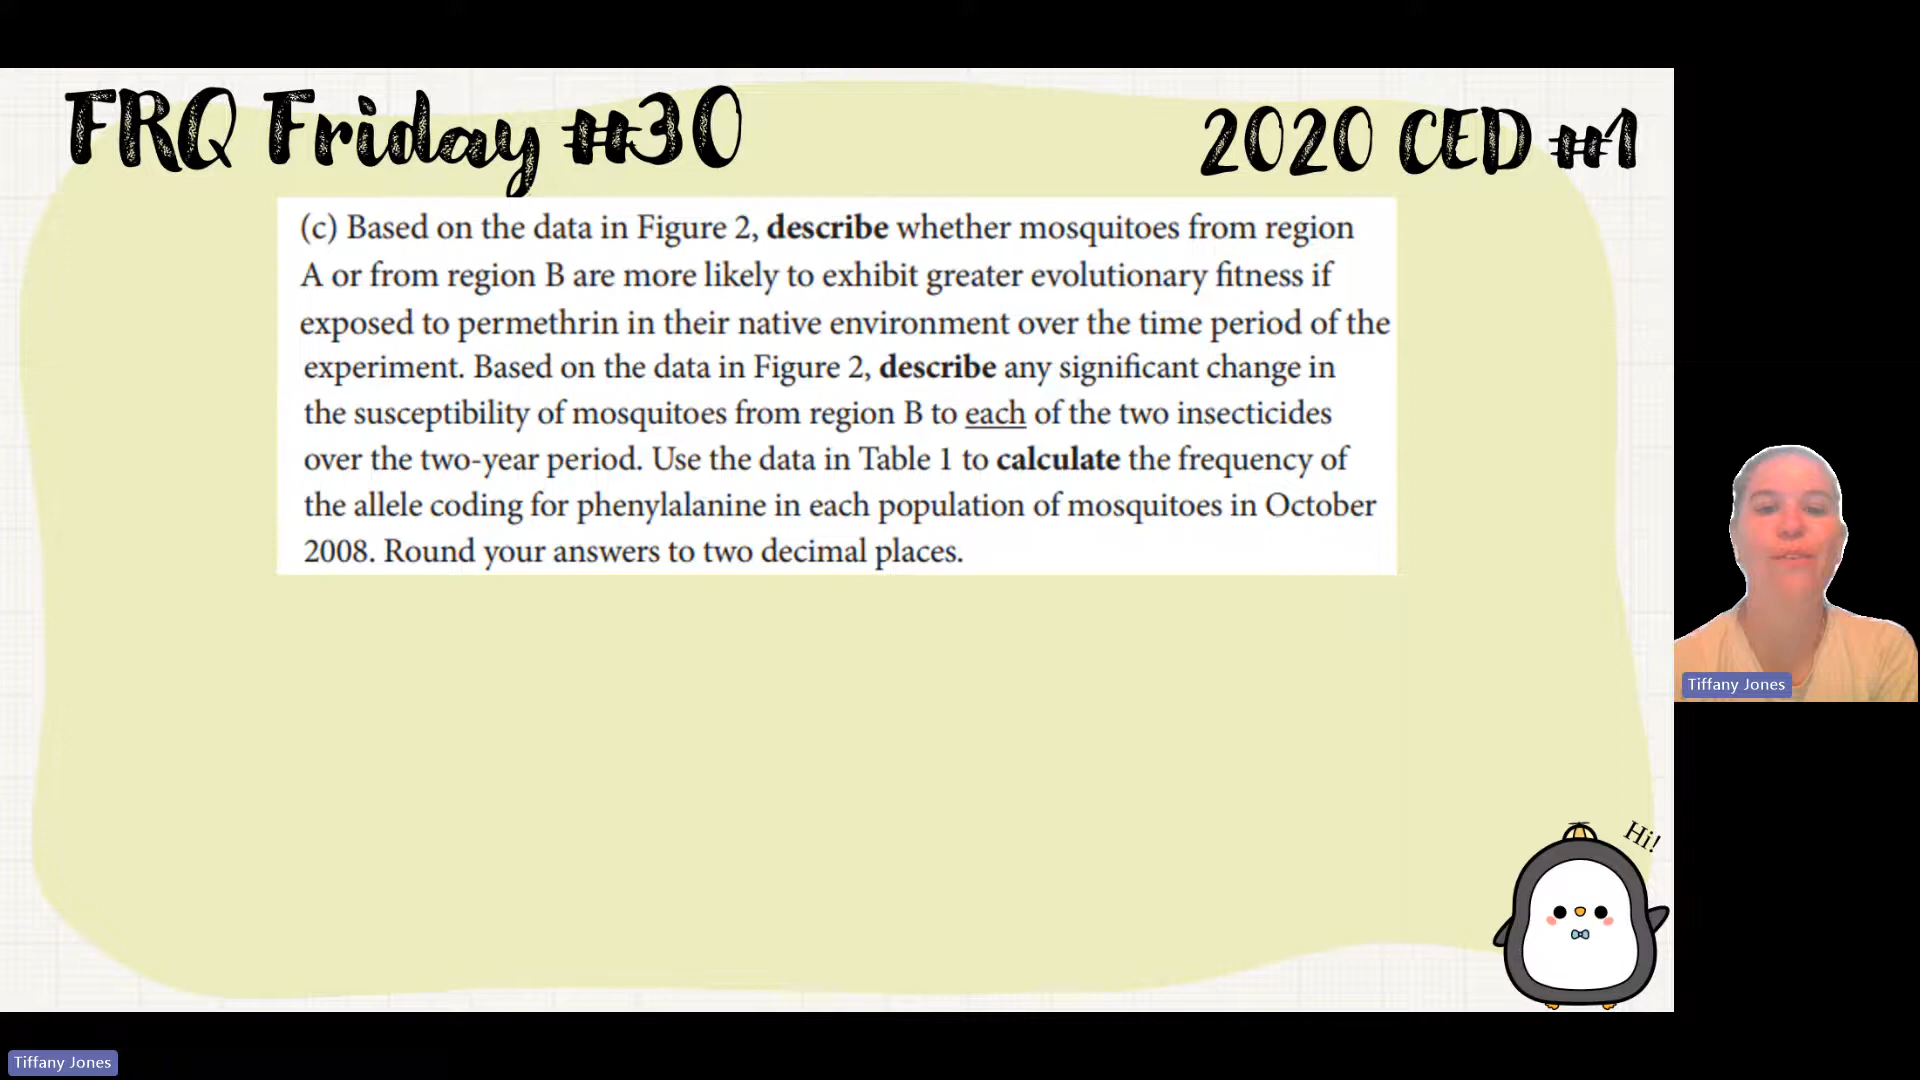 FRQ Friday #30
2020 CED #1
(c) Based on the data in Figure 2, describe whether mosquitoes from region
A or from region B are more likely to exhibit greater evolutionary fitness if
exposed to permethrin in their native environment over the time period of the
experiment. Based on the data in Figure 2, describe any significant change in
the susceptibility of mosquitoes from region B to each of the two insecticides
over the two-year period. Use the data in Table 1 to calculate the frequency of
the allele coding for phenylalanine in each population of mosquitoes in October
2008. Round your answers to two decimal places.
Tiffany Jones
Hi!
Tiffany Jones